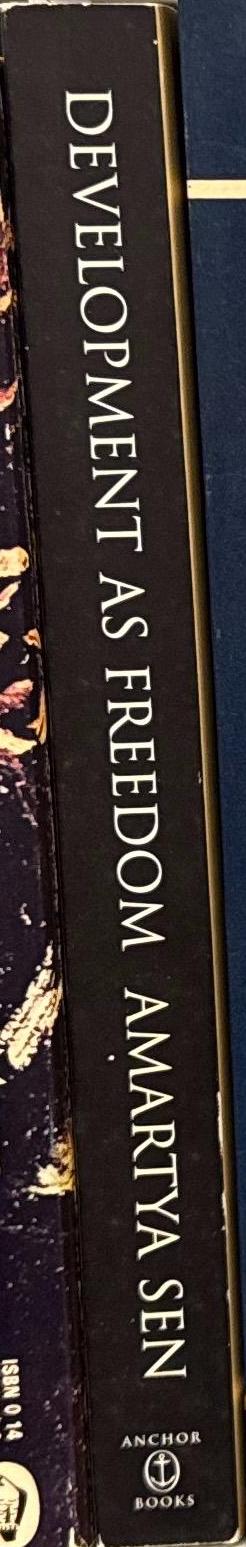 DEVELOPMENT AS FREEDOM AMARTYA SEN
ANCHOR
BOOKS
ISBN 0 14